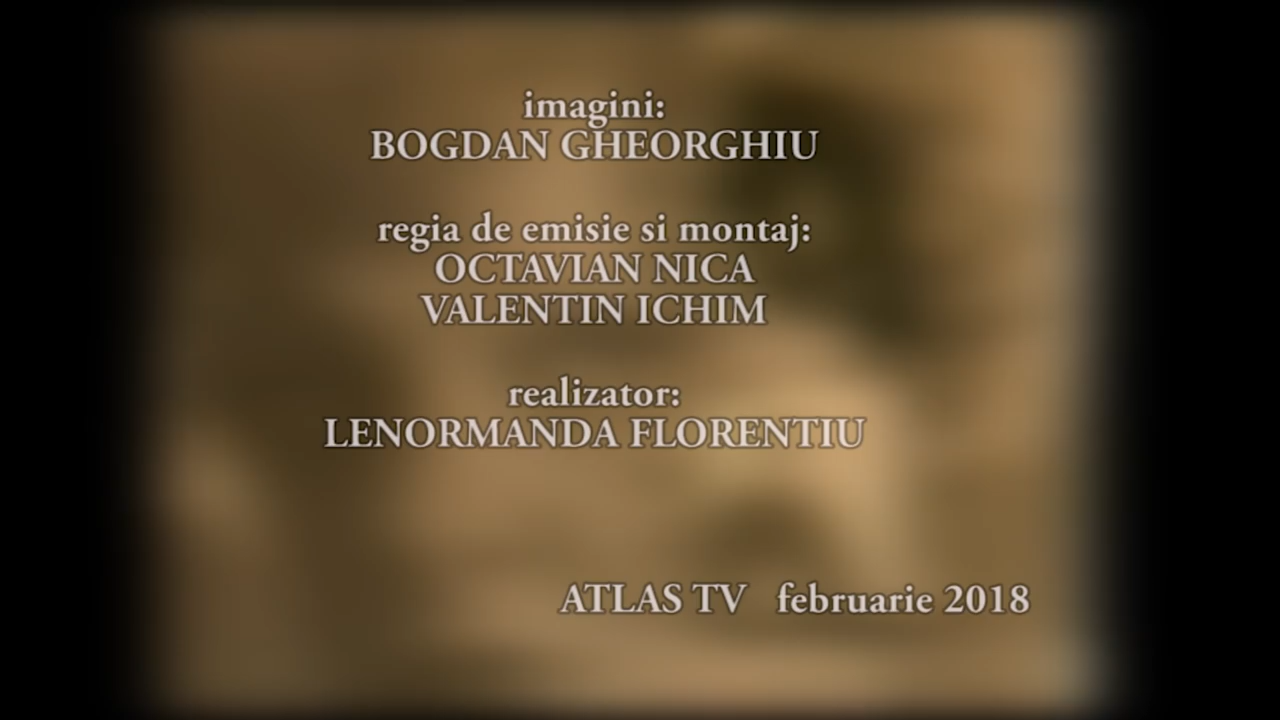 imagini:
BOGDAN GHEORGHIU
regia de emisie si montaj:
OCTAVIAN NICA
VALENTIN ICHIM
realizator:
LENORMANDA FLORENTIU
ATLAS TV februarie 2018